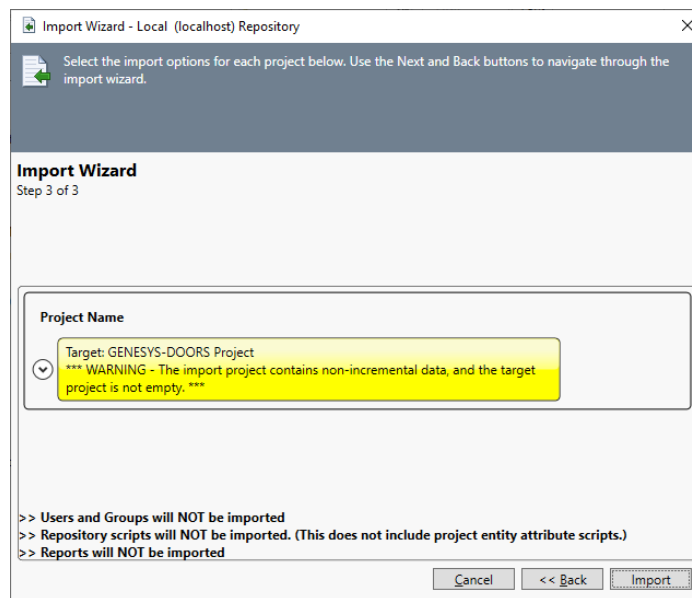 Import Wizard - Local (localhost) Repository
Select the import options for each project below. Use the Next and Back buttons to navigate through the
import wizard.
Import Wizard
Step 3 of 3
Project Name
Target: GENESYS-DOORS Project
*** WARNING - The import project contains non-incremental data, and the target
project is not empty. ***
>> Users and Groups will NOT be imported
>> Repository scripts will NOT be imported. (This does not include project entity attribute scripts.)
>> Reports will NOT be imported
Cancel
<< Back
Import